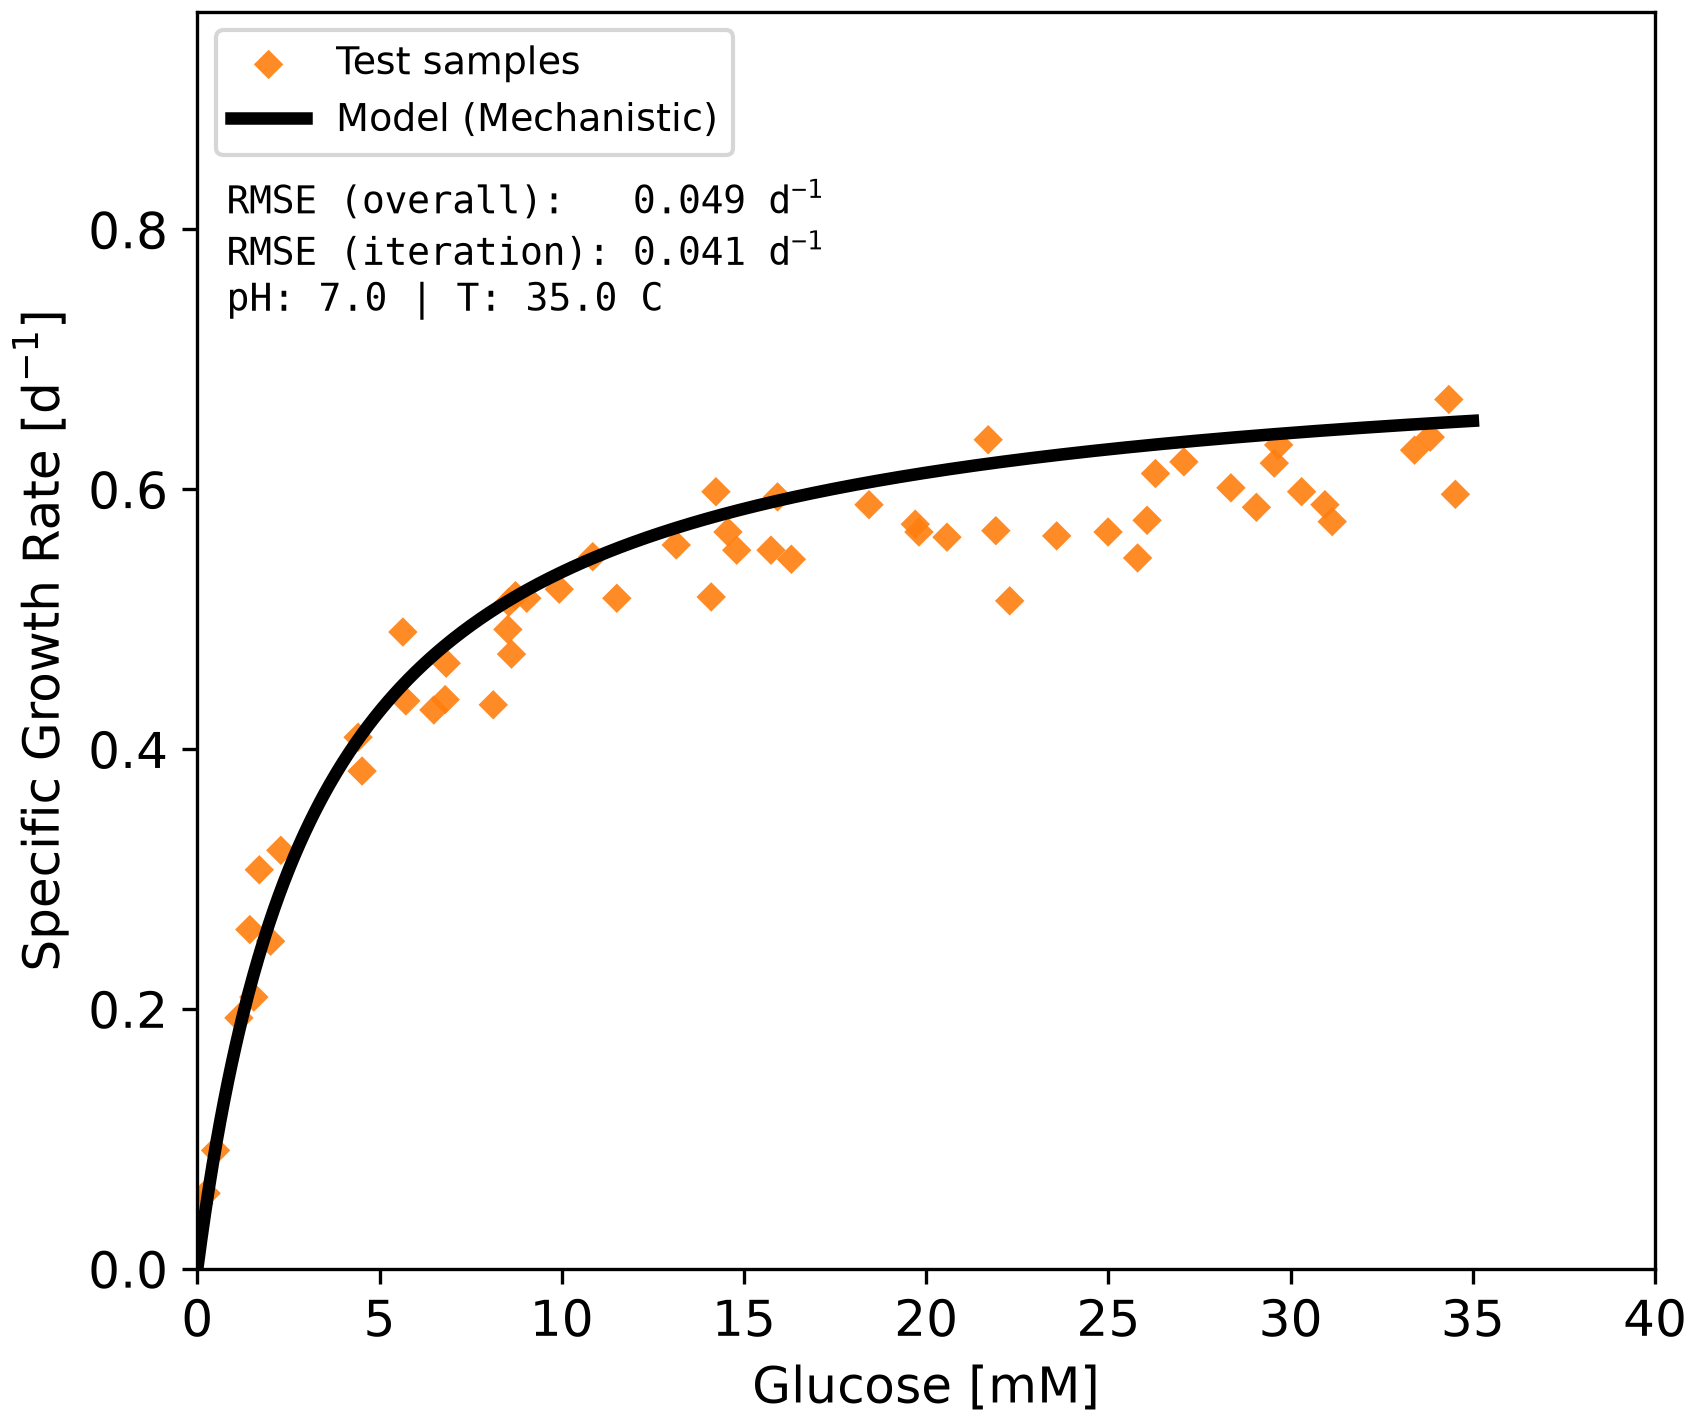 Test samples
Model (Mechanistic)
RMSE (overall):   0.049 d⁻¹
RMSE (iteration): 0.041 d⁻¹
pH: 7.0 | T: 35.0 C
Specific Growth Rate [d⁻¹]
0.8
0.6
0.4
0.2
0.0
0 5 10 15 20 25 30 35 40
Glucose [mM]